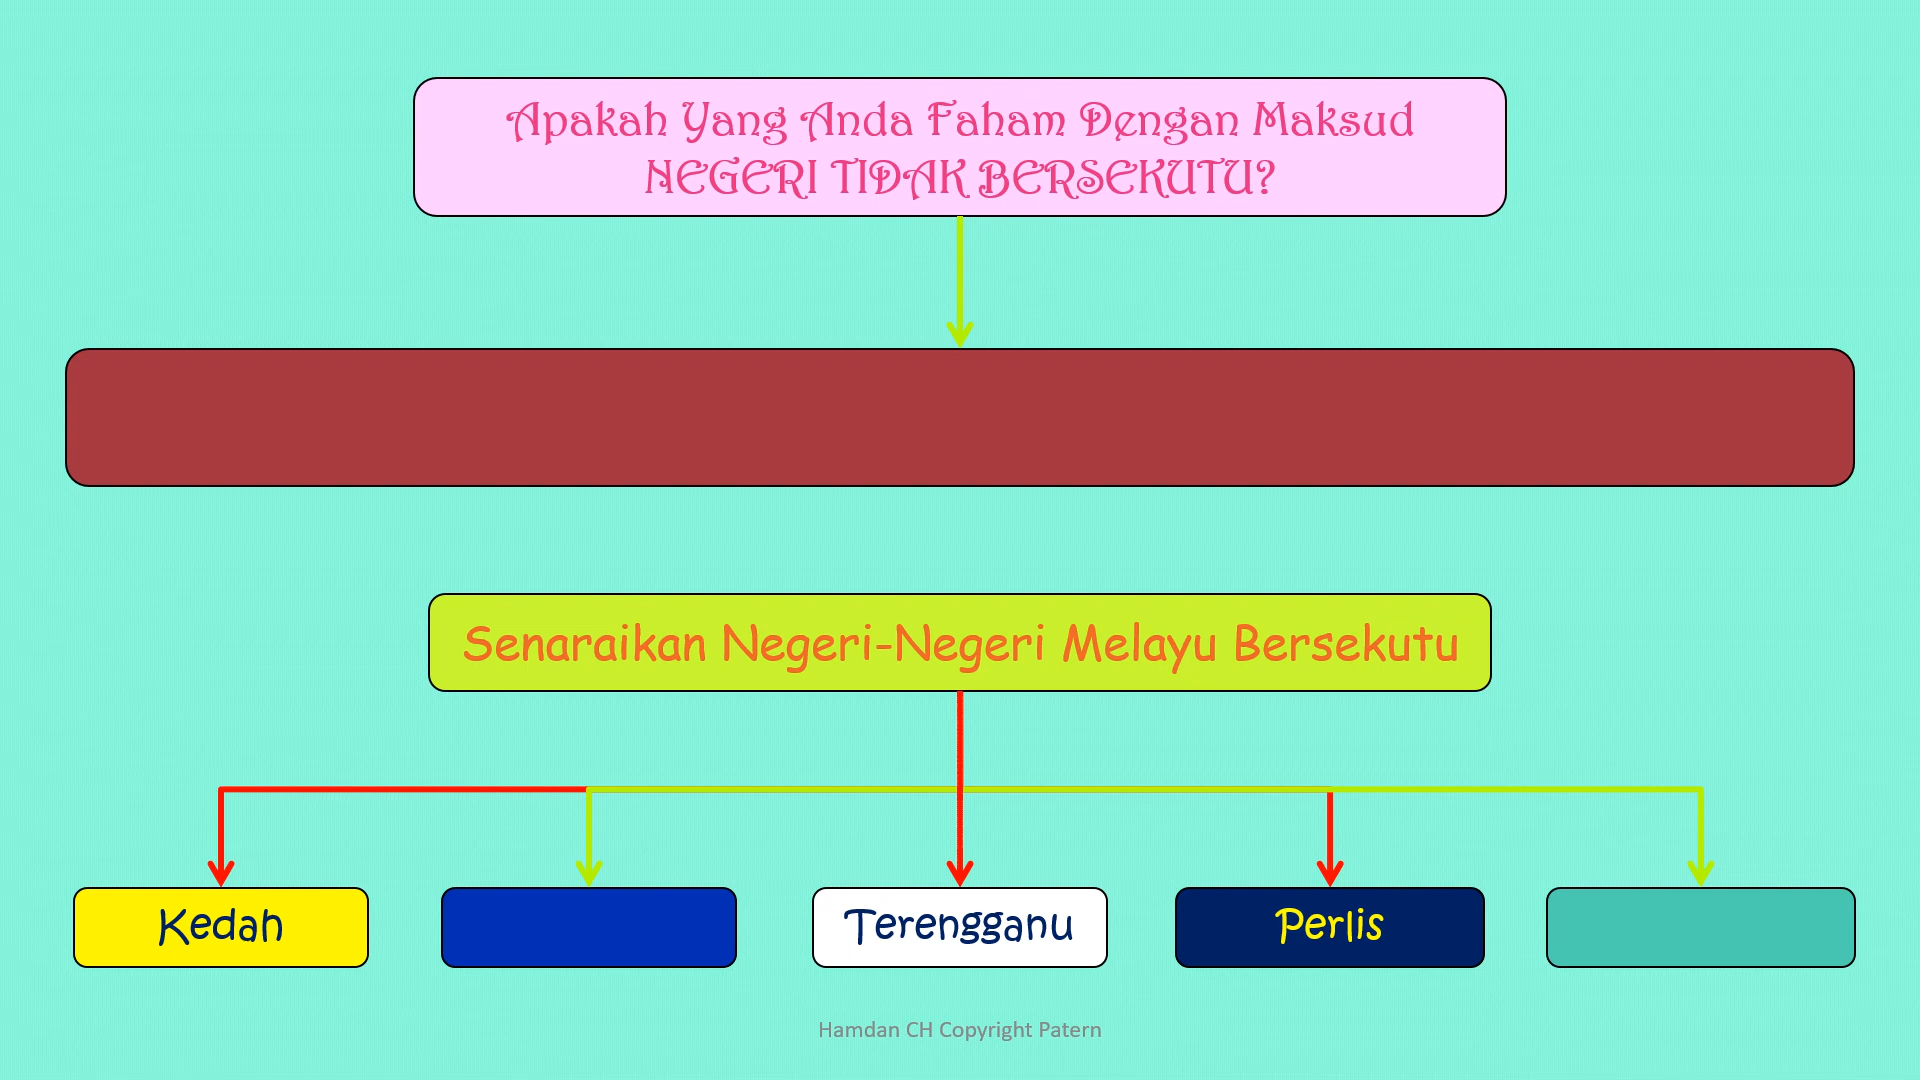 Apakah Yang Anda Faham Dengan Maksud
NEGERI TIDAK BERSEKUTU?
Senaraikan Negeri-Negeri Melayu Bersekutu
Kedah
Terengganu
Perlis
Hamdan CH Copyright Patern